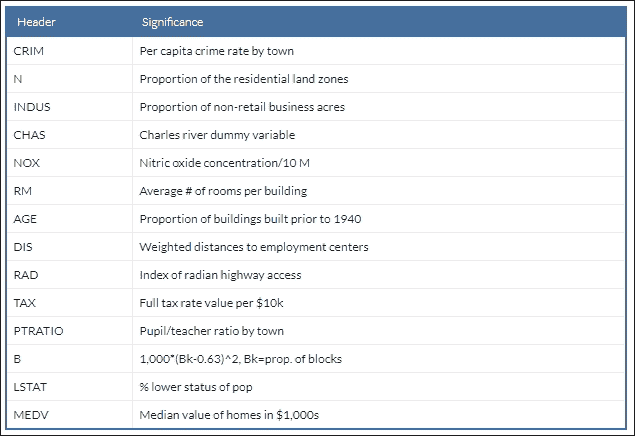 Header Significance
CRIM Per capita crime rate by town
N Proportion of the residential land zones
INDUS Proportion of non-retail business acres
CHAS Charles river dummy variable
NOX Nitric oxide concentration/10 M
RM Average # of rooms per building
AGE Proportion of buildings built prior to 1940
DIS Weighted distances to employment centers
RAD Index of radian highway access
TAX Full tax rate value per $10k
PTRATIO Pupil/teacher ratio by town
B 1,000*(Bk-0.63)^2, Bk=prop. of blocks
LSTAT % lower status of pop
MEDV Median value of homes in $1,000s